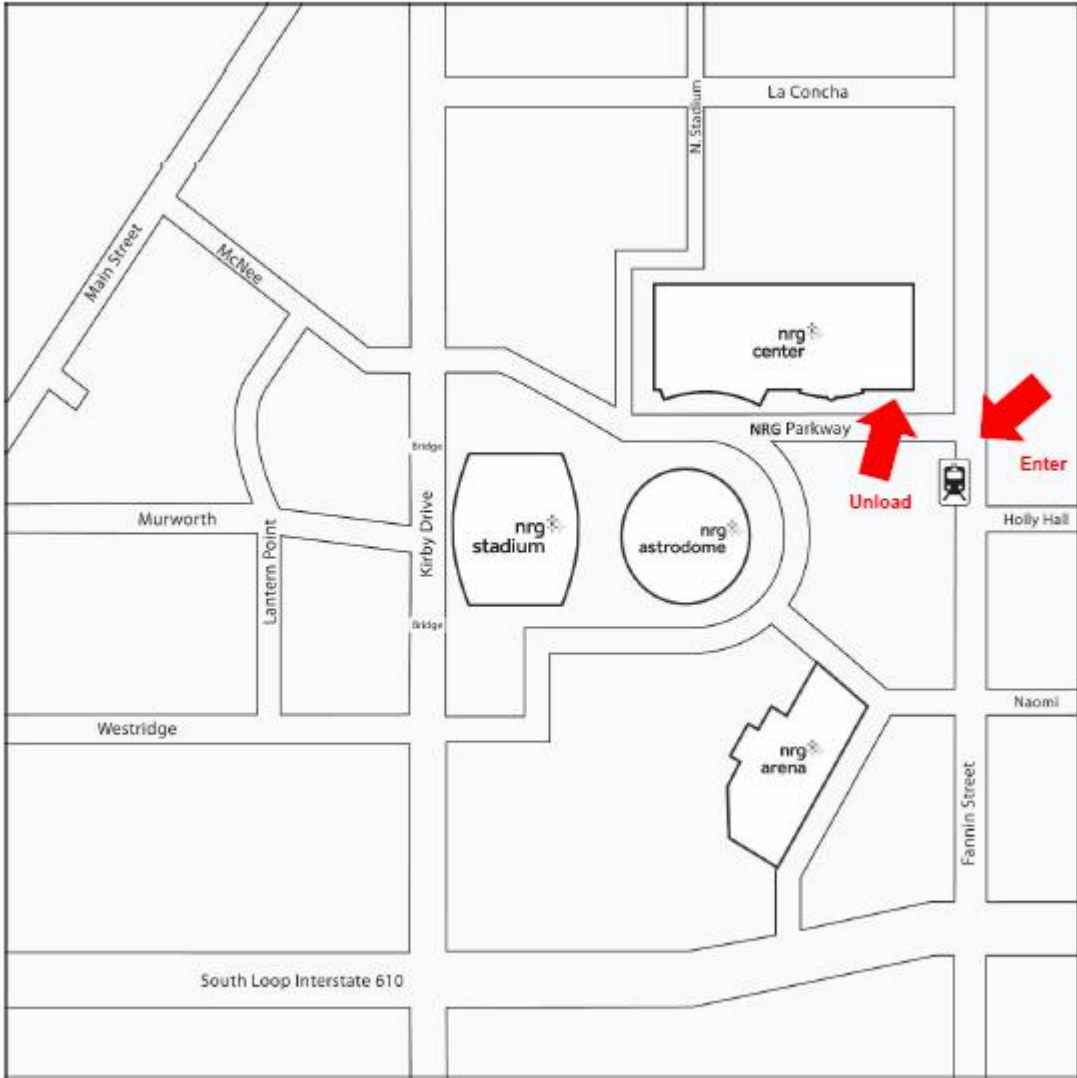 La Concha
N. Stadium
Main Street
McNee
nrg
center
NRG Parkway
Enter
Unload
Bridge
Murworth
Lantern Point
Kirby Drive
nrg
stadium
nrg
astrodome
Holly Hall
Bridge
Westridge
Naomi
nrg
arena
Fannin Street
South Loop Interstate 610